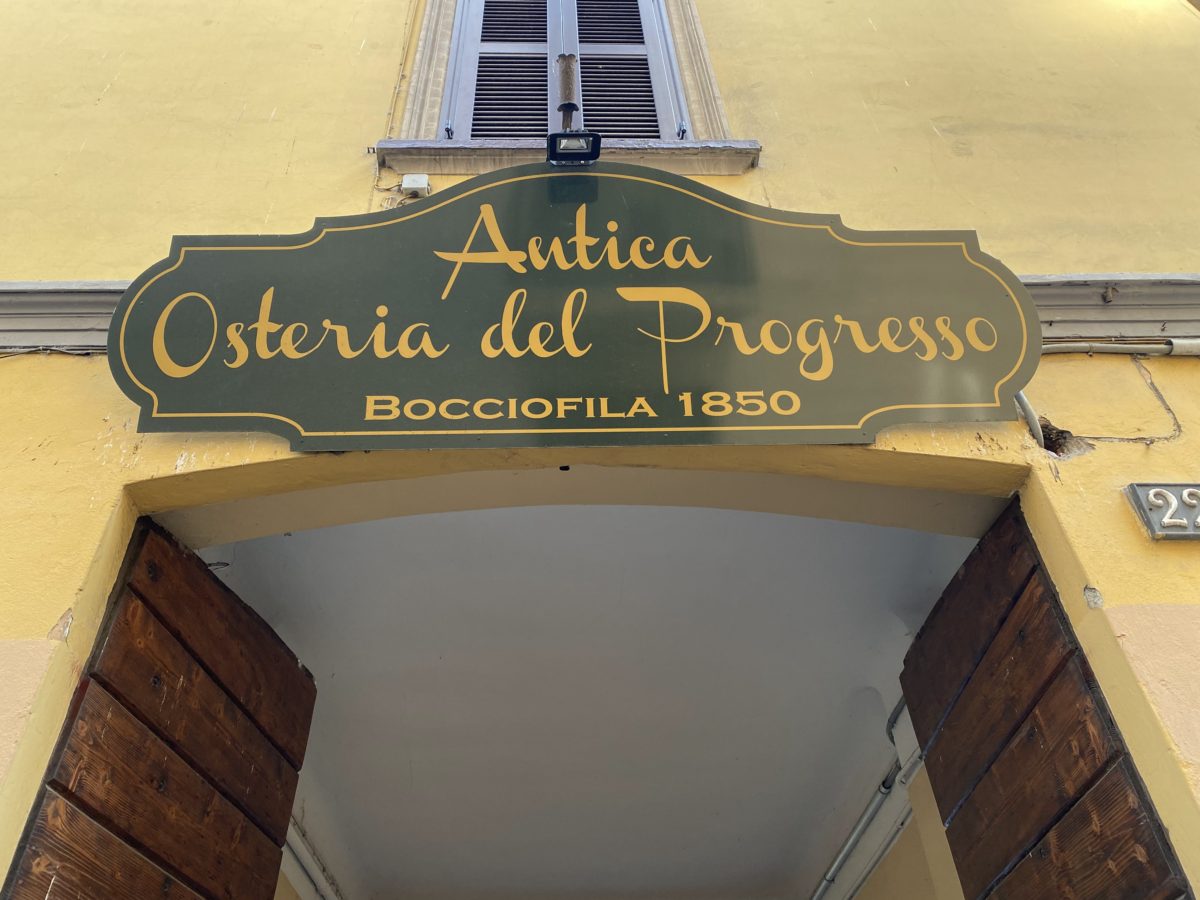 Antica
Osteria del Progresso
BOCCIOFILA 1850